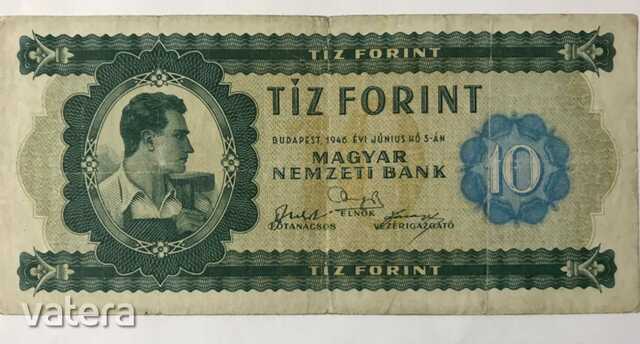 TÍZ FORINT
TÍZ FORINT
BUDAPEST, 1946. ÉVI JÚNIUS HÓ 3-ÁN
MAGYAR
NEMZETI BANK
10
ELNÖK
FŐTANÁCSOS VEZÉRIGAZGATÓ
TÍZ FORINT
vatera